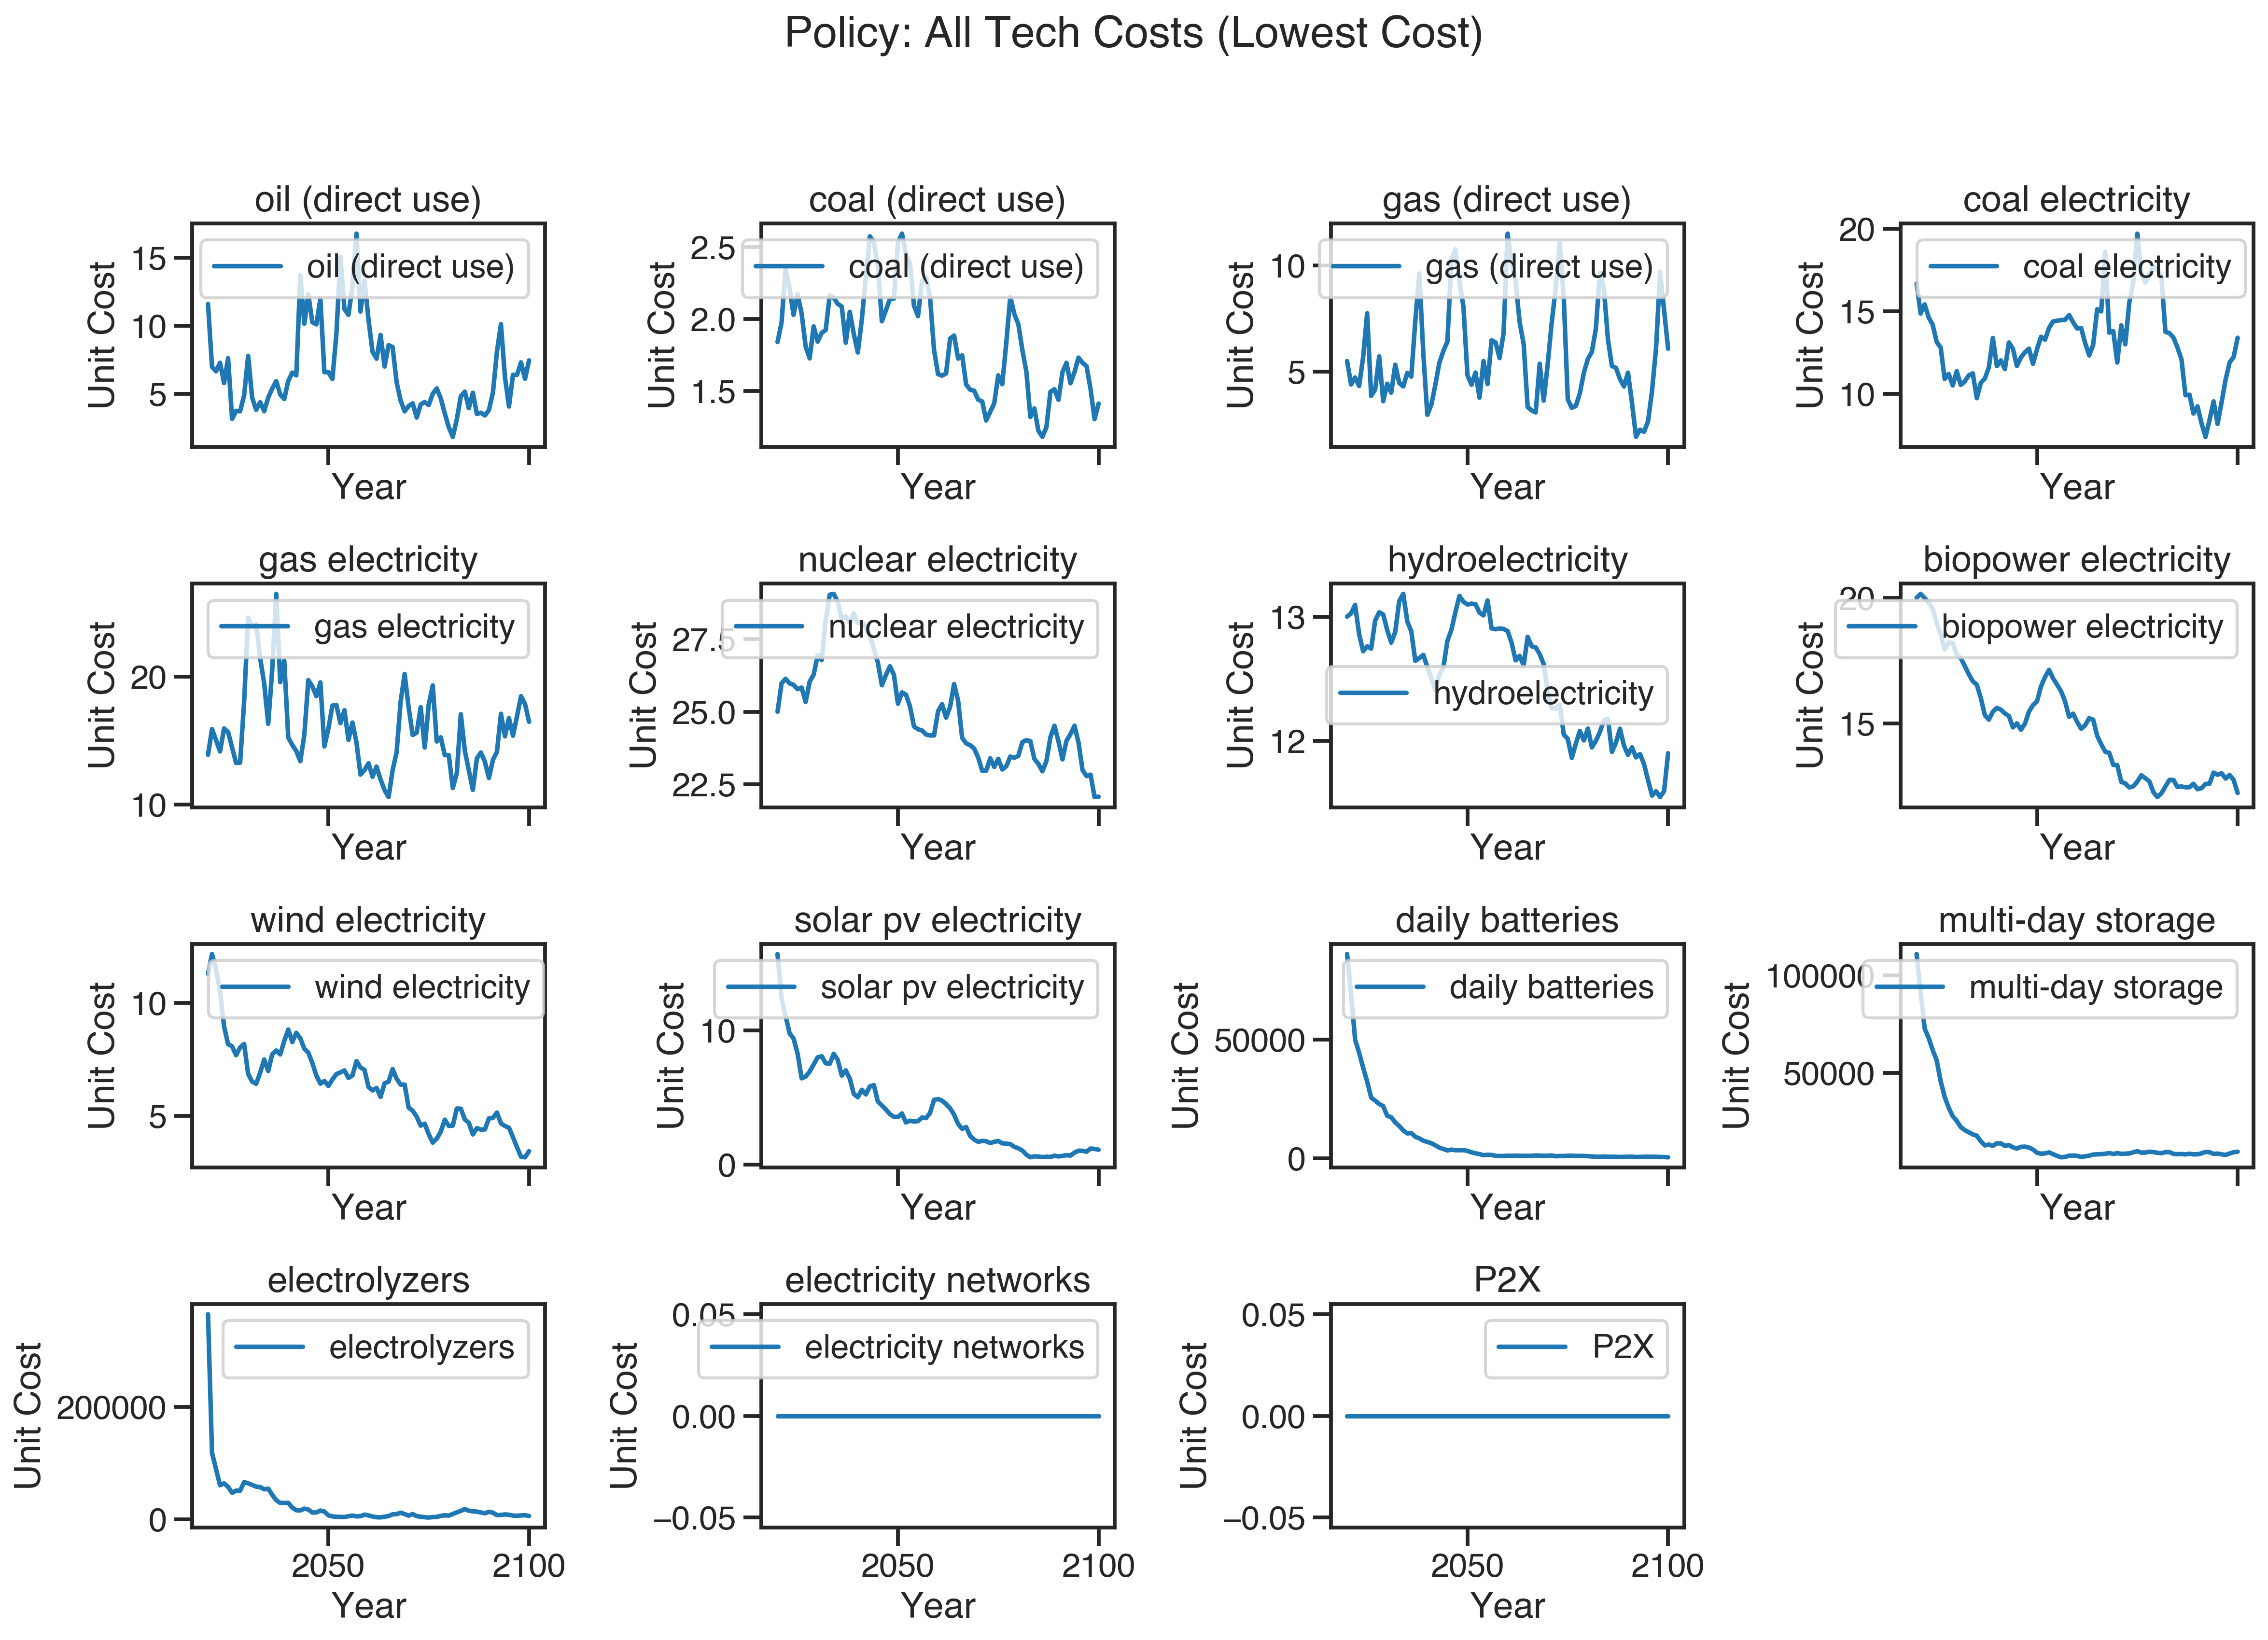 Policy: All Tech Costs (Lowest Cost)
oil (direct use)
Unit Cost
15
10
5
oil (direct use)
Year
coal (direct use)
Unit Cost
2.5
2.0
1.5
coal (direct use)
Year
gas (direct use)
Unit Cost
10
5
gas (direct use)
Year
coal electricity
Unit Cost
20
15
10
coal electricity
Year
gas electricity
Unit Cost
20
10
gas electricity
Year
nuclear electricity
Unit Cost
27.5
25.0
22.5
nuclear electricity
Year
hydroelectricity
Unit Cost
13
12
hydroelectricity
Year
biopower electricity
Unit Cost
20
15
biopower electricity
Year
wind electricity
Unit Cost
10
5
wind electricity
Year
solar pv electricity
Unit Cost
10
0
solar pv electricity
Year
daily batteries
Unit Cost
50000
0
daily batteries
Year
multi-day storage
Unit Cost
100000
50000
multi-day storage
Year
electrolyzers
Unit Cost
200000
0
electrolyzers
2050
2100
Year
electricity networks
Unit Cost
0.05
0.00
−0.05
electricity networks
2050
2100
Year
P2X
Unit Cost
0.05
0.00
−0.05
P2X
2050
2100
Year